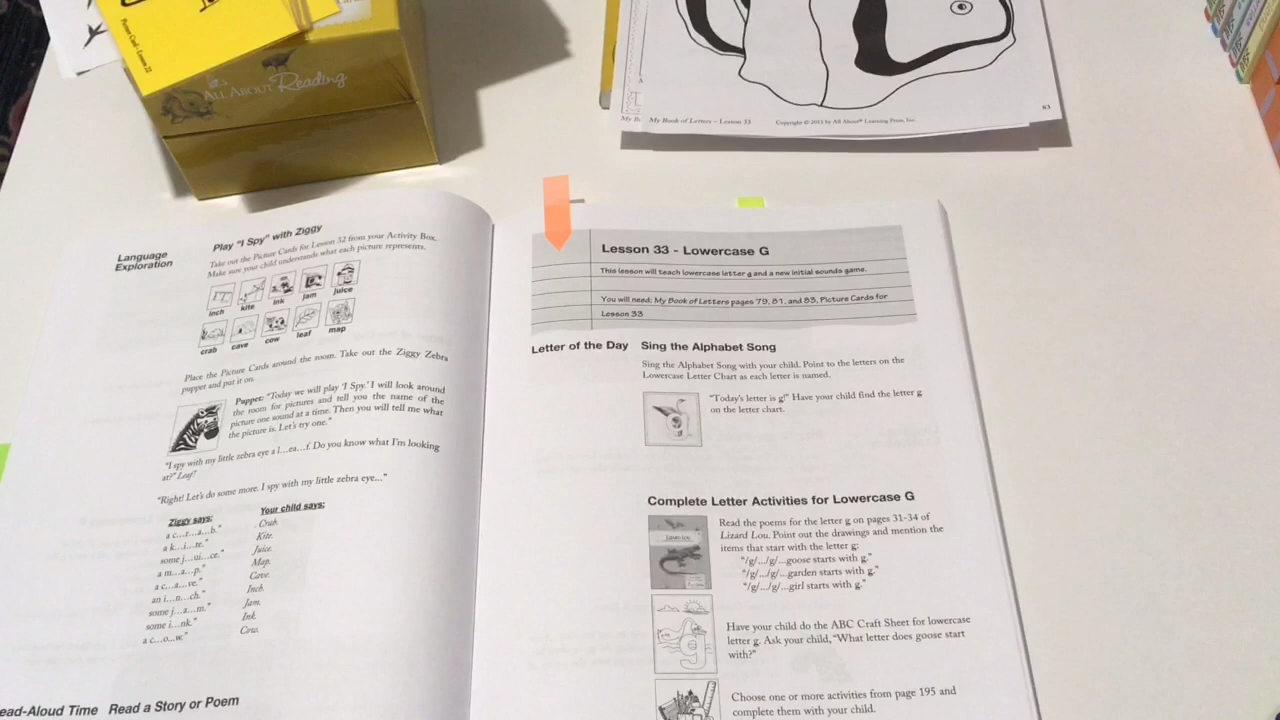 Picture Card - Lesson 22
ALL ABOUT Reading
My Book of Letters – Lesson 33
Copyright © 2011 by All About® Learning Press, Inc.
63
Language
Exploration
Play "I Spy" with Ziggy
Take out the Picture Cards for Lesson 32 from your Activity Box.
Make sure your child understands what each picture represents.
inch kite ink jam juice
crab cave cow leaf map
Place the Picture Cards around the room. Take out the Ziggy Zebra
puppet and put it on.
Puppet: "Today we will play 'I Spy.' I will look around
the room for pictures and tell you the name of the
picture one sound at a time. Then you will tell me what
the picture is. Let's try one."
"I spy with my little zebra eye a l…ea…f. Do you know what I'm looking
at?" Leaf!
"Right! Let's do some more. I spy with my little zebra eye..."
Ziggy says: Your child says:
a c…r…a…b." Crab.
a k…i…te." Kite.
some j…ui…ce." Juice.
a m…a…p." Map.
a c…a…ve." Cave.
an i…n…ch." Inch.
some j…a…m." Jam.
some i…nk." Ink.
a c…o…w." Cow.
ead-Aloud Time Read a Story or Poem
Lesson 33 - Lowercase G
This lesson will teach lowercase letter g and a new initial sounds game.
You will need: My Book of Letters pages 79, 81, and 83, Picture Cards for
Lesson 33
Letter of the Day Sing the Alphabet Song
Sing the Alphabet Song with your child. Point to the letters on the
Lowercase Letter Chart as each letter is named.
"Today's letter is g!" Have your child find the letter g
on the letter chart.
Complete Letter Activities for Lowercase G
Read the poems for the letter g on pages 31-34 of
Lizard Lou. Point out the drawings and mention the
items that start with the letter g:
"/g/…/g/…goose starts with g."
"/g/…/g/…garden starts with g."
"/g/…/g/…girl starts with g."
Lizard Lou
Have your child do the ABC Craft Sheet for lowercase
letter g. Ask your child, "What letter does goose start
with?"
g
Choose one or more activities from page 195 and
complete them with your child.